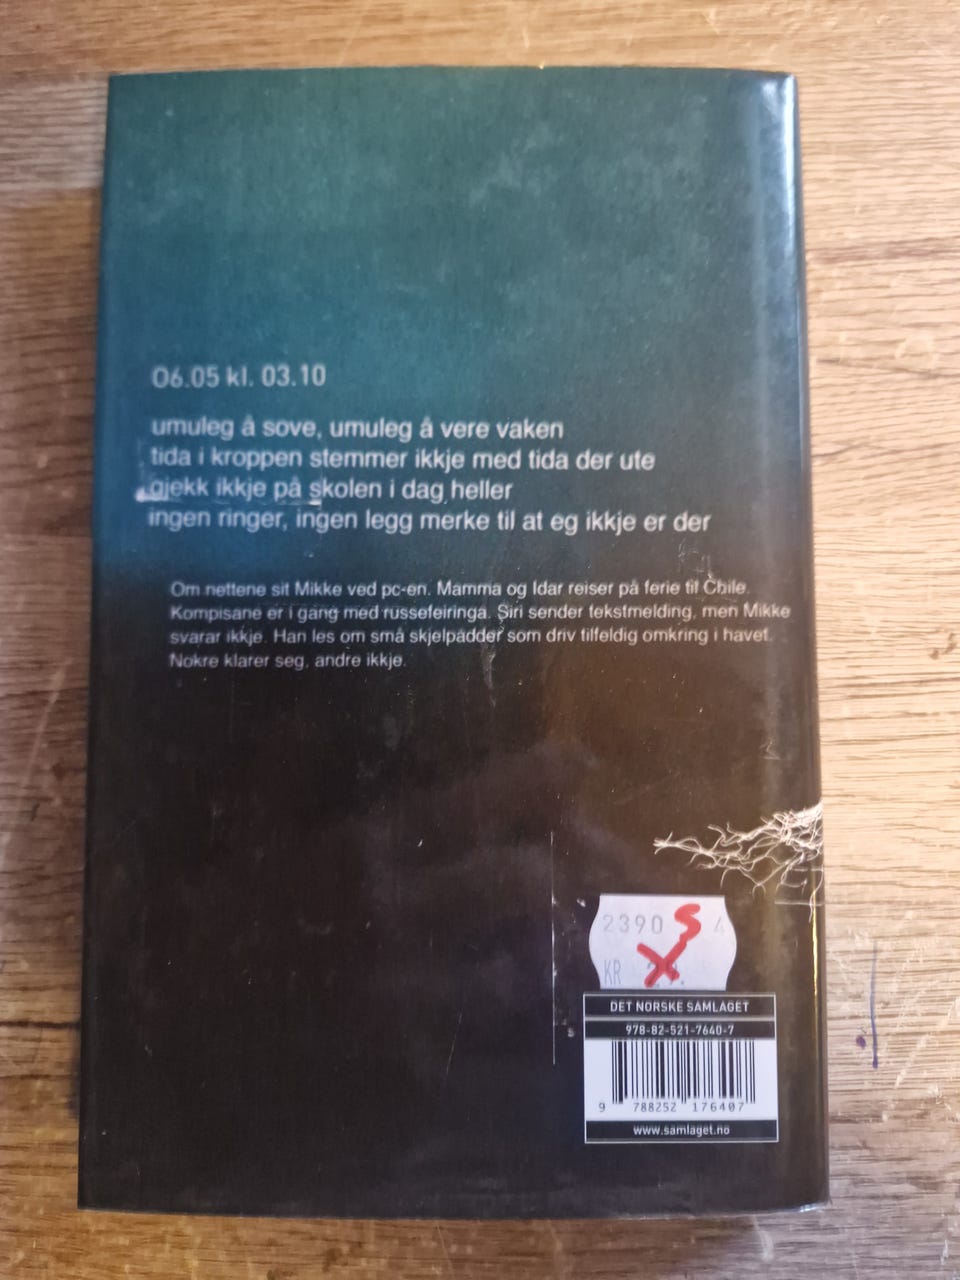 06.05 kl. 03.10
umuleg å sove, umuleg å vere vaken
tida i kroppen stemmer ikkje med tida der ute
gjekk ikkje på skolen i dag heller
ingen ringer, ingen legg merke til at eg ikkje er der
Om nettene sit Mikke ved pc-en. Mamma og Idar reiser på ferie til Chile.
Kompisane er i gang med russefeiringa. Siri sender tekstmelding, men Mikke
svarar ikkje. Han les om små skjelpadder som driv tilfeldig omkring i havet.
Nokre klarer seg, andre ikkje.
2390 S 4
KR
DET NORSKE SAMLAGET
978-82-521-7640-7
9 788252 176407
www.samlaget.no